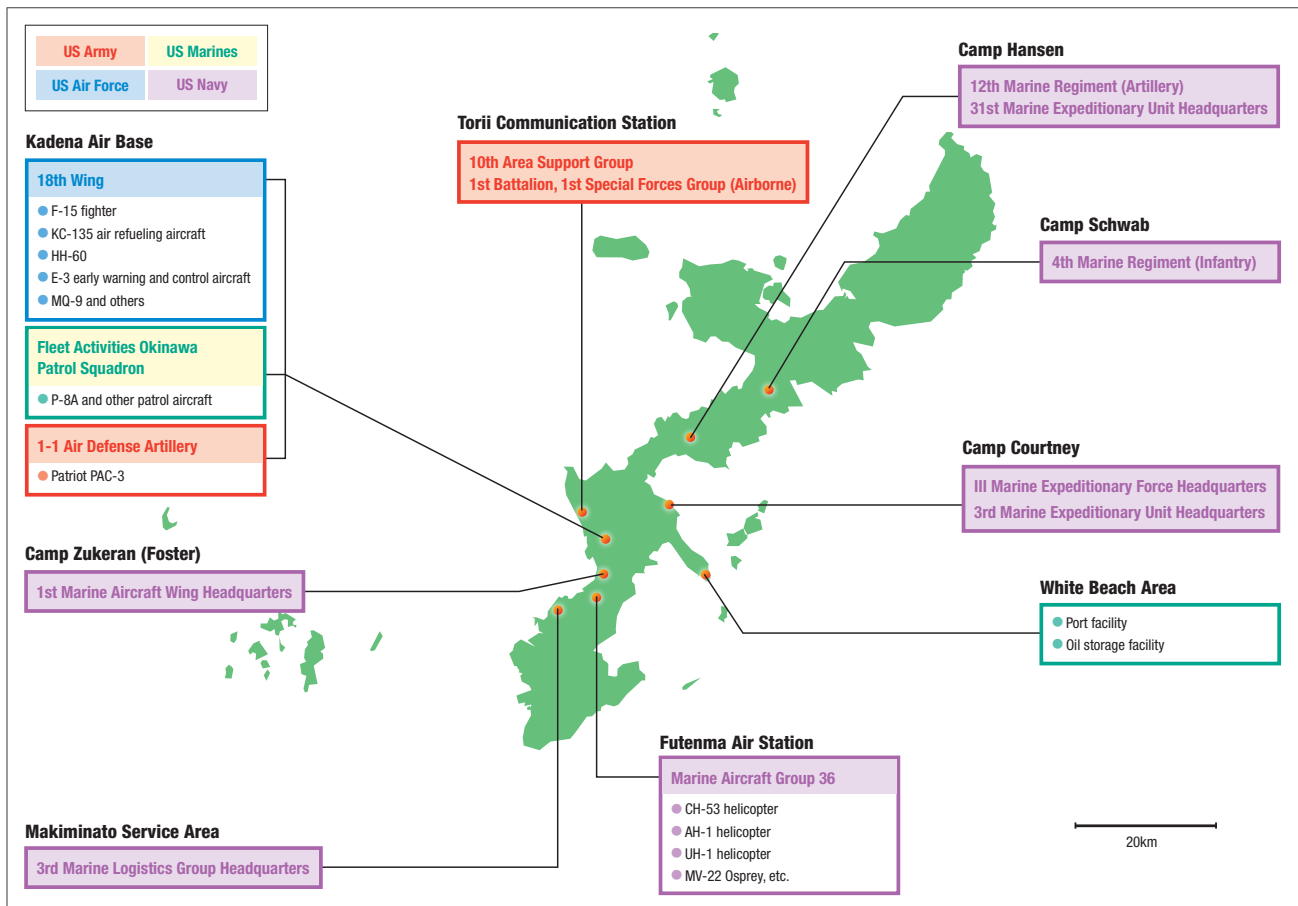 US Army
US Marines
US Air Force
US Navy
Kadena Air Base
18th Wing
F-15 fighter
KC-135 air refueling aircraft
HH-60
E-3 early warning and control aircraft
MQ-9 and others
Fleet Activities Okinawa
Patrol Squadron
P-8A and other patrol aircraft
1-1 Air Defense Artillery
Patriot PAC-3
Torii Communication Station
10th Area Support Group
1st Battalion, 1st Special Forces Group (Airborne)
Camp Hansen
12th Marine Regiment (Artillery)
31st Marine Expeditionary Unit Headquarters
Camp Schwab
4th Marine Regiment (Infantry)
Camp Courtney
III Marine Expeditionary Force Headquarters
3rd Marine Expeditionary Unit Headquarters
White Beach Area
Port facility
Oil storage facility
Camp Zukeran (Foster)
1st Marine Aircraft Wing Headquarters
Futenma Air Station
Marine Aircraft Group 36
CH-53 helicopter
AH-1 helicopter
UH-1 helicopter
MV-22 Osprey, etc.
Makiminato Service Area
3rd Marine Logistics Group Headquarters
20km